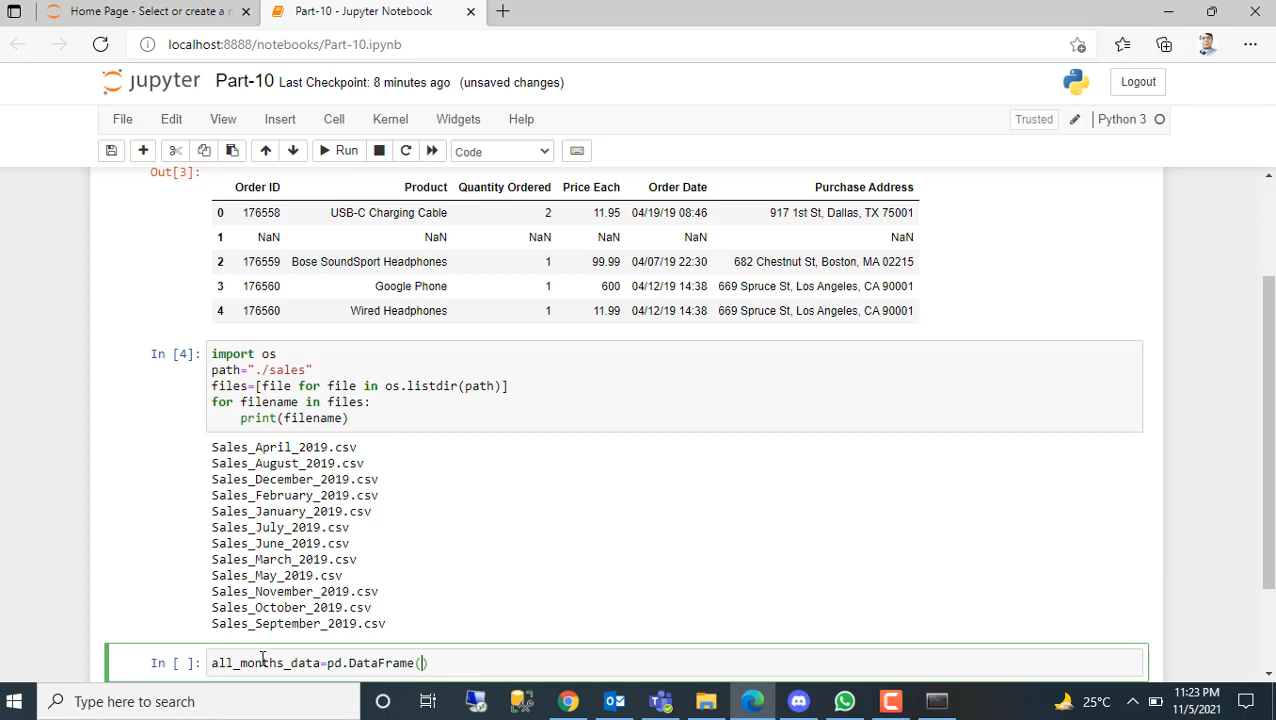 Home Page - Select or create a n
Part-10 - Jupyter Notebook
localhost:8888/notebooks/Part-10.ipynb
jupyter Part-10 Last Checkpoint: 8 minutes ago (unsaved changes)
Logout
File Edit View Insert Cell Kernel Widgets Help
Trusted Python 3
Run Code
Out[3]:
Order ID Product Quantity Ordered Price Each Order Date Purchase Address
0 176558 USB-C Charging Cable 2 11.95 04/19/19 08:46 917 1st St, Dallas, TX 75001
1 NaN NaN NaN NaN NaN NaN
2 176559 Bose SoundSport Headphones 1 99.99 04/07/19 22:30 682 Chestnut St, Boston, MA 02215
3 176560 Google Phone 1 600 04/12/19 14:38 669 Spruce St, Los Angeles, CA 90001
4 176560 Wired Headphones 1 11.99 04/12/19 14:38 669 Spruce St, Los Angeles, CA 90001
In [4]: import os
path="./sales"
files=[file for file in os.listdir(path)]
for filename in files:
    print(filename)
Sales_April_2019.csv
Sales_August_2019.csv
Sales_December_2019.csv
Sales_February_2019.csv
Sales_January_2019.csv
Sales_July_2019.csv
Sales_June_2019.csv
Sales_March_2019.csv
Sales_May_2019.csv
Sales_November_2019.csv
Sales_October_2019.csv
Sales_September_2019.csv
In [ ]: all_months_data=pd.DataFrame()
Type here to search
25°C
11:23 PM
11/5/2021